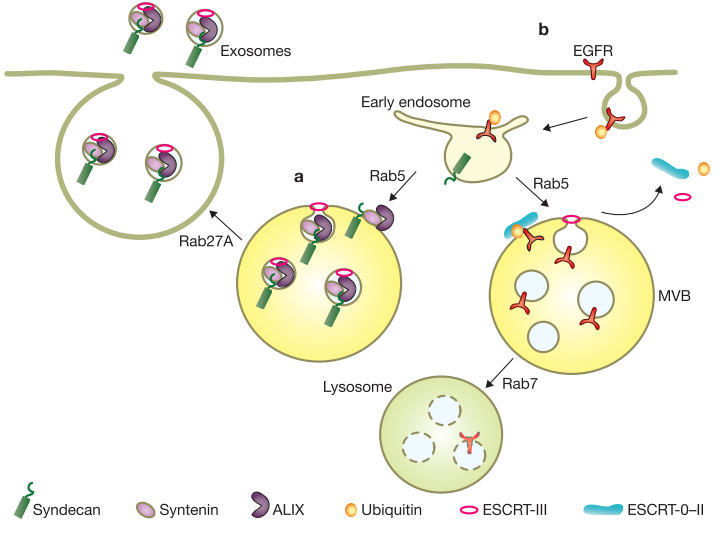 Exosomes
b
EGFR
Early endosome
a
Rab5
Rab5
Rab27A
MVB
Rab7
Lysosome
Syndecan
Syntenin
ALIX
Ubiquitin
ESCRT-III
ESCRT-0–II